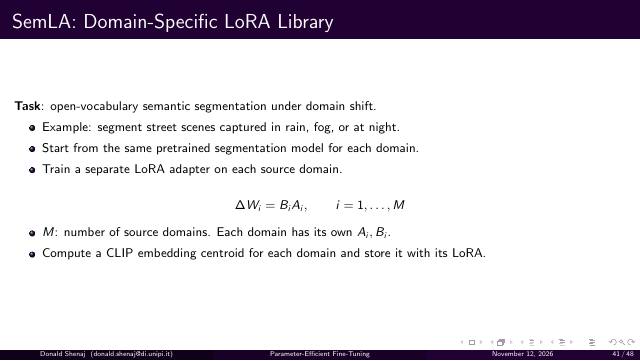 SemLA: Domain-Specific LoRA Library
Task: open-vocabulary semantic segmentation under domain shift.
Example: segment street scenes captured in rain, fog, or at night.
Start from the same pretrained segmentation model for each domain.
Train a separate LoRA adapter on each source domain.
ΔWᵢ = BᵢAᵢ, i = 1, . . . , M
M: number of source domains. Each domain has its own Aᵢ, Bᵢ.
Compute a CLIP embedding centroid for each domain and store it with its LoRA.
Donald Shenaj (donald.shenaj@di.unipi.it) Parameter-Efficient Fine-Tuning November 12, 2026 41 / 48